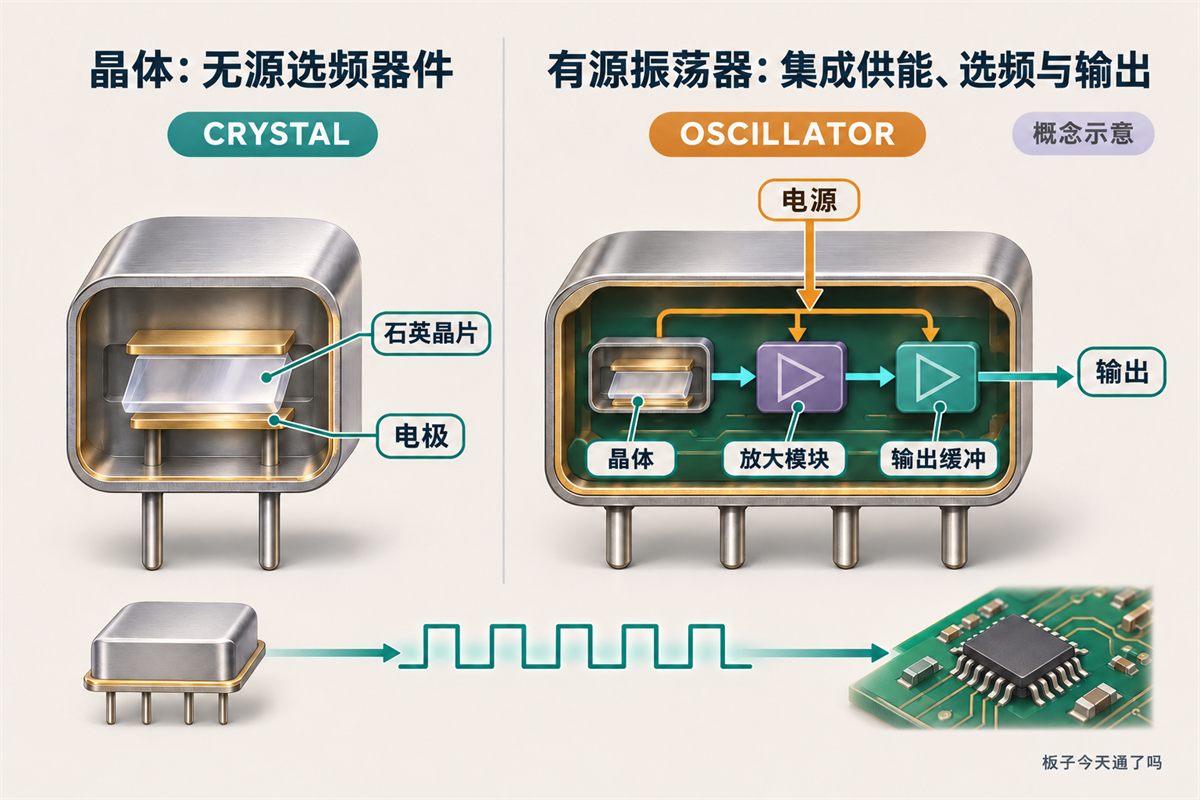 晶体：无源选频器件
CRYSTAL
石英晶片
电极
有源振荡器：集成供能、选频与输出
OSCILLATOR
概念示意
电源
晶体
放大模块
输出缓冲
输出
板子今天通了吗